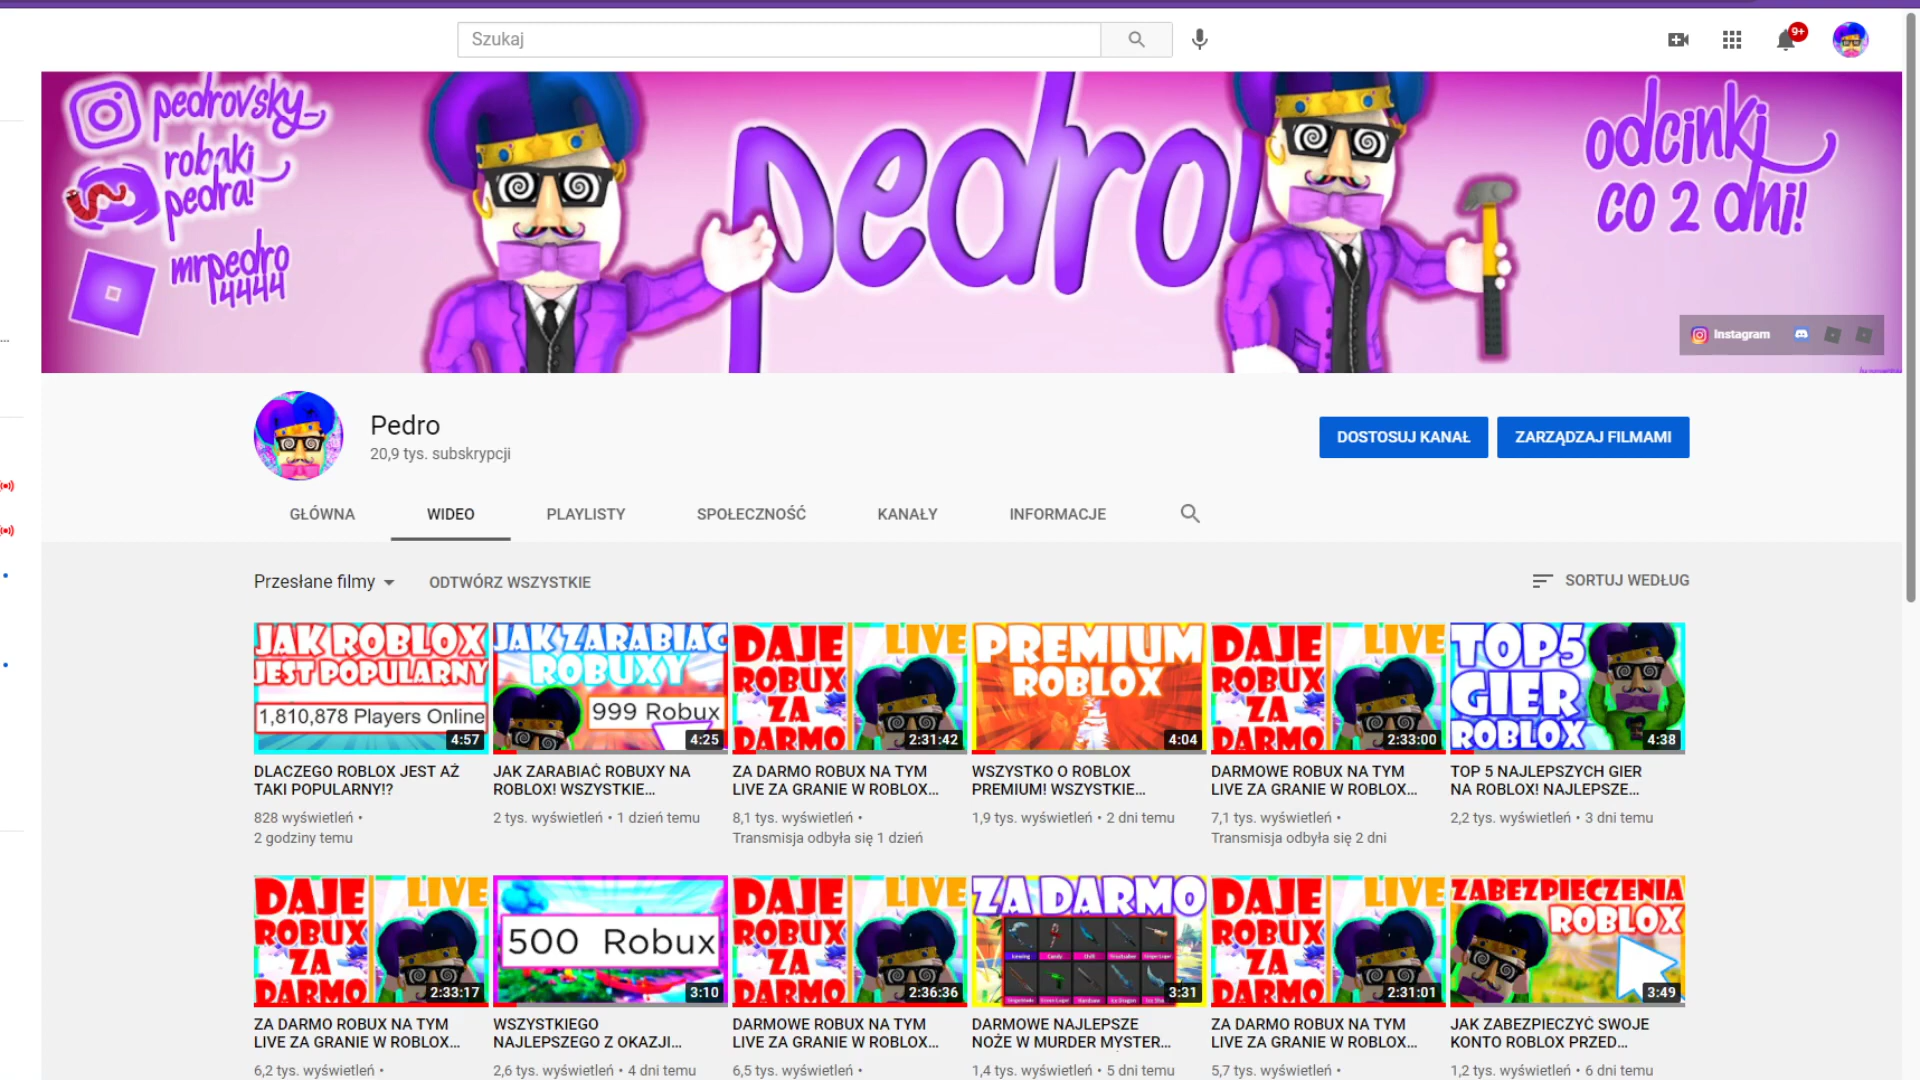 Szukaj
9+
pedrovsky_
robaki
pedra!
mrpedro
4444
pedro
odcinki
co 2 dni!
Instagram
Pedro
20,9 tys. subskrypcji
DOSTOSUJ KANAŁ
ZARZĄDZAJ FILMAMI
GŁÓWNA
WIDEO
PLAYLISTY
SPOŁECZNOŚĆ
KANAŁY
INFORMACJE
Przesłane filmy
ODTWÓRZ WSZYSTKIE
SORTUJ WEDŁUG
JAK ROBLOX
JEST POPULARNY
1,810,878 Players Online
4:57
DLACZEGO ROBLOX JEST AŻ
TAKI POPULARNY!?
828 wyświetleń •
2 godziny temu
JAK ZARABIAC
ROBUXY
999 Robux
4:25
JAK ZARABIAĆ ROBUXY NA
ROBLOX! WSZYSTKIE...
2 tys. wyświetleń • 1 dzień temu
DAJE
ROBUX
ZA
DARMO
LIVE
2:31:42
ZA DARMO ROBUX NA TYM
LIVE ZA GRANIE W ROBLOX...
8,1 tys. wyświetleń •
Transmisja odbyła się 1 dzień
PREMIUM
ROBLOX
4:04
WSZYSTKO O ROBLOX
PREMIUM! WSZYSTKIE...
1,9 tys. wyświetleń • 2 dni temu
DAJE
ROBUX
ZA
DARMO
LIVE
2:33:00
DARMOWE ROBUX NA TYM
LIVE ZA GRANIE W ROBLOX...
7,1 tys. wyświetleń •
Transmisja odbyła się 2 dni
TOP5
GIER
ROBLOX
4:38
TOP 5 NAJLEPSZYCH GIER
NA ROBLOX! NAJLEPSZE...
2,2 tys. wyświetleń • 3 dni temu
DAJE
ROBUX
ZA
DARMO
LIVE
2:33:17
ZA DARMO ROBUX NA TYM
LIVE ZA GRANIE W ROBLOX...
6,2 tys. wyświetleń •
500 Robux
3:10
WSZYSTKIEGO
NAJLEPSZEGO Z OKAZJI...
2,6 tys. wyświetleń • 4 dni temu
DAJE
ROBUX
ZA
DARMO
LIVE
2:36:36
DARMOWE ROBUX NA TYM
LIVE ZA GRANIE W ROBLOX...
6,5 tys. wyświetleń •
ZA DARMO
3:31
DARMOWE NAJLEPSZE
NOŻE W MURDER MYSTER...
1,4 tys. wyświetleń • 5 dni temu
DAJE
ROBUX
ZA
DARMO
LIVE
2:31:01
ZA DARMO ROBUX NA TYM
LIVE ZA GRANIE W ROBLOX...
5,7 tys. wyświetleń •
ZABEZPIECZENIA
ROBLOX
3:49
JAK ZABEZPIECZYĆ SWOJE
KONTO ROBLOX PRZED...
1,2 tys. wyświetleń • 6 dni temu